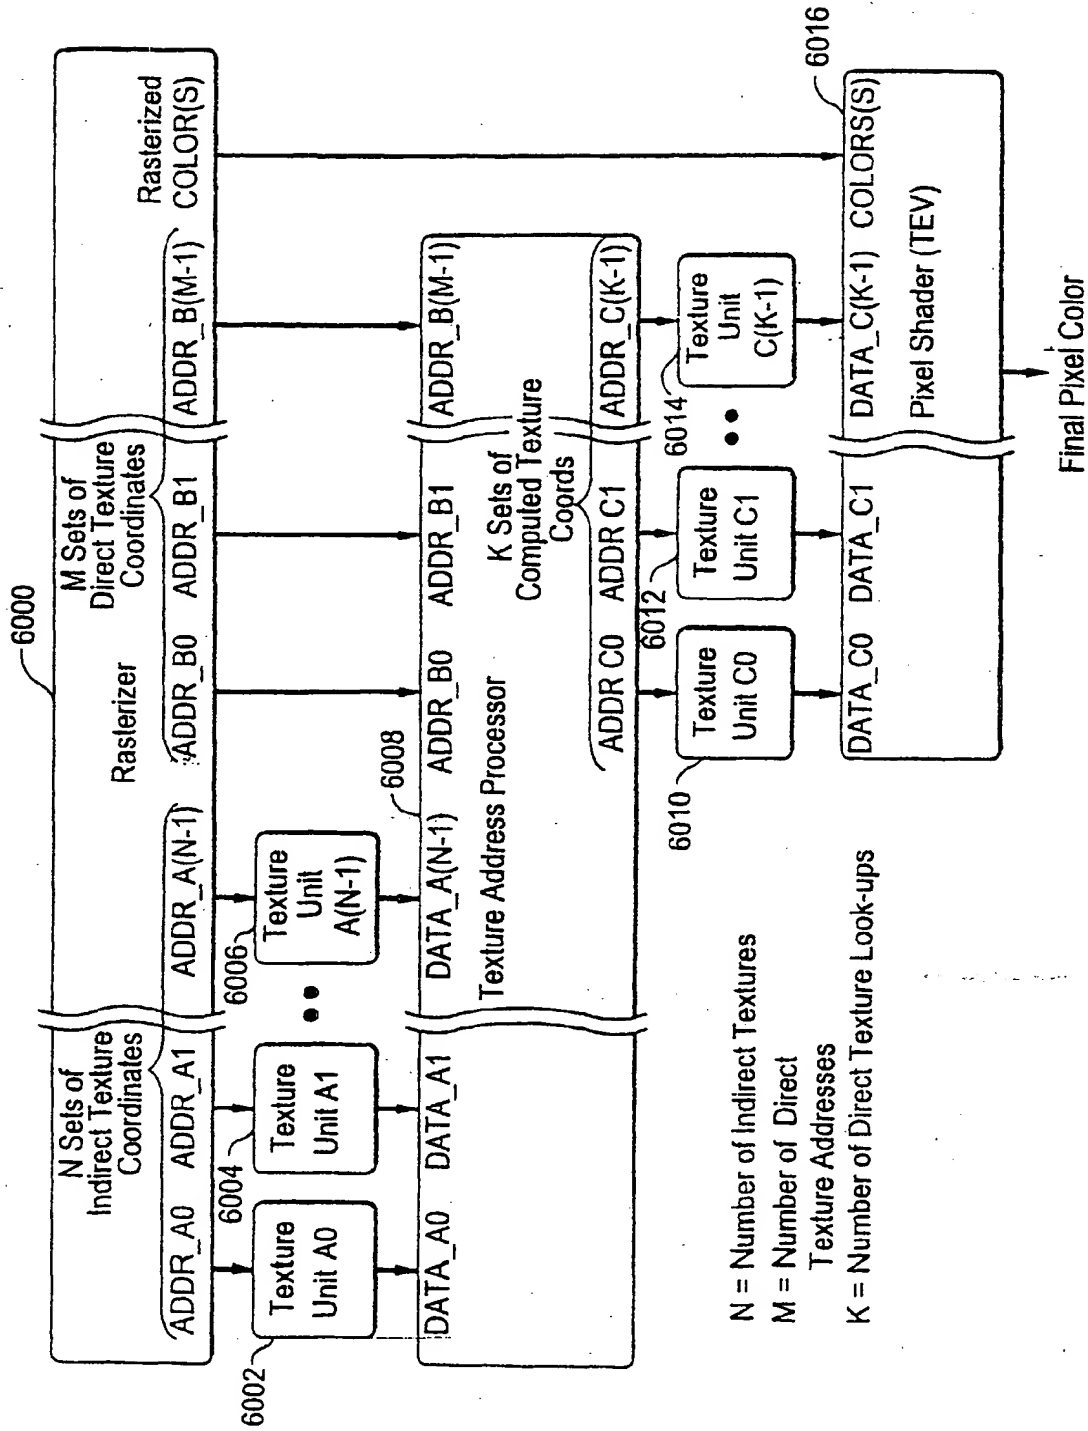 6000
N Sets of
Indirect Texture
Coordinates
Rasterizer
M Sets of
Direct Texture
Coordinates
Rasterized
COLOR(S)
ADDR_A0
ADDR_A1
ADDR_A(N-1)
ADDR_B0
ADDR_B1
ADDR_B(M-1)
6002
Texture
Unit A0
6004
Texture
Unit A1
6006
Texture
Unit
A(N-1)
6008
DATA_A0
DATA_A1
DATA_A(N-1)
ADDR_B0
ADDR_B1
ADDR_B(M-1)
Texture Address Processor
K Sets of
Computed Texture
Coords
ADDR C0
ADDR C1
ADDR_C(K-1)
6010
Texture
Unit C0
6012
Texture
Unit C1
6014
Texture
Unit
C(K-1)
6016
DATA_C0
DATA_C1
DATA_C(K-1)
COLORS(S)
Pixel Shader (TEV)
Final Pixel Color
N = Number of Indirect Textures
M = Number of Direct
Texture Addresses
K = Number of Direct Texture Look-ups